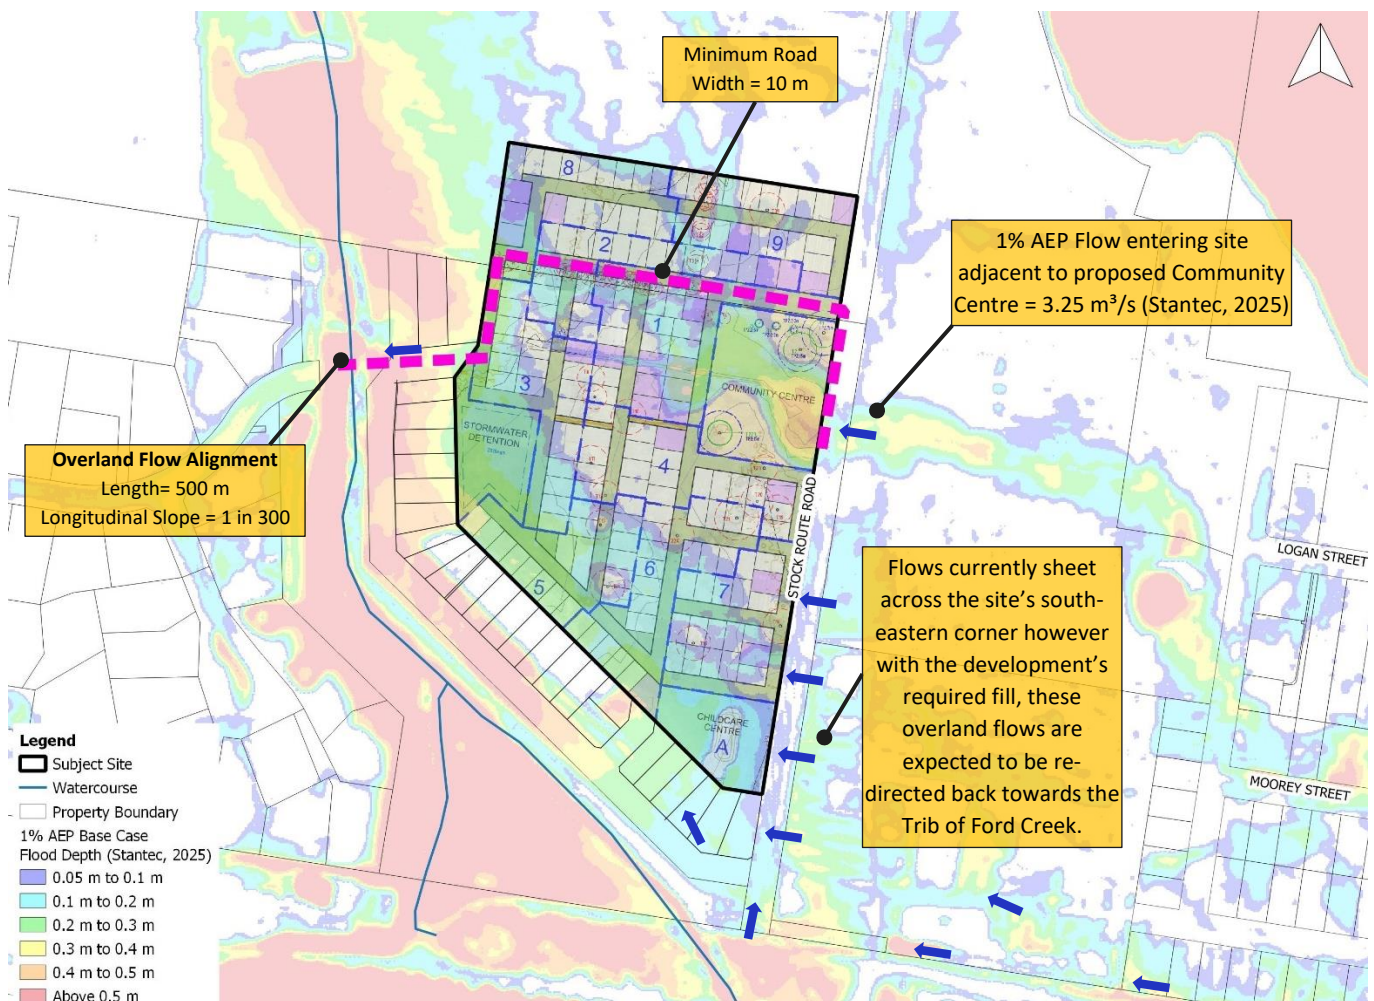 Minimum Road
Width = 10 m
1% AEP Flow entering site
adjacent to proposed Community
Centre = 3.25 m³/s (Stantec, 2025)
8
2
9
1
3
COMMUNITY CENTRE
STORMWATER
DETENTION
4
Overland Flow Alignment
Length= 500 m
Longitudinal Slope = 1 in 300
STOCK ROUTE ROAD
LOGAN STREET
5
6
7
Flows currently sheet
across the site's south-
eastern corner however
with the development's
required fill, these
overland flows are
expected to be re-
directed back towards the
Trib of Ford Creek.
CHILDCARE
CENTRE
A
MOOREY STREET
Legend
Subject Site
Watercourse
Property Boundary
1% AEP Base Case
Flood Depth (Stantec, 2025)
0.05 m to 0.1 m
0.1 m to 0.2 m
0.2 m to 0.3 m
0.3 m to 0.4 m
0.4 m to 0.5 m
Above 0.5 m